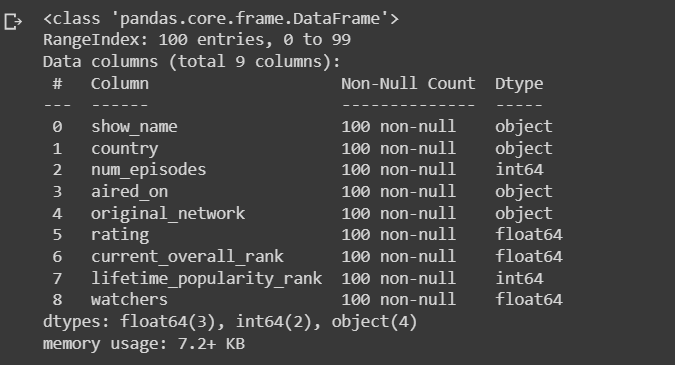 <class 'pandas.core.frame.DataFrame'>
RangeIndex: 100 entries, 0 to 99
Data columns (total 9 columns):
 #   Column                   Non-Null Count  Dtype
---  ------                   --------------  -----
 0   show_name                100 non-null    object
 1   country                  100 non-null    object
 2   num_episodes             100 non-null    int64
 3   aired_on                 100 non-null    object
 4   original_network         100 non-null    object
 5   rating                   100 non-null    float64
 6   current_overall_rank     100 non-null    float64
 7   lifetime_popularity_rank 100 non-null    int64
 8   watchers                 100 non-null    float64
dtypes: float64(3), int64(2), object(4)
memory usage: 7.2+ KB